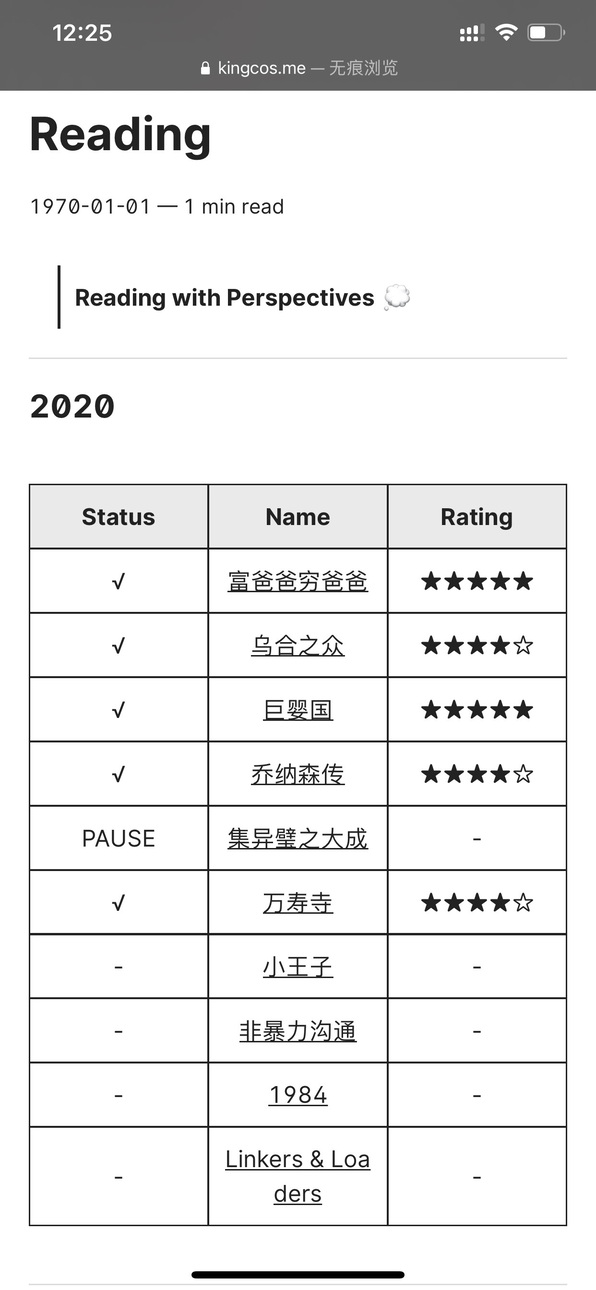 12:25
kingcos.me — 无痕浏览
Reading
1970-01-01 — 1 min read
Reading with Perspectives 💭
2020
Status Name Rating
√ 富爸爸穷爸爸 ★★★★★
√ 乌合之众 ★★★★☆
√ 巨婴国 ★★★★★
√ 乔纳森传 ★★★★☆
PAUSE 集异璧之大成 -
√ 万寿寺 ★★★★☆
- 小王子 -
- 非暴力沟通 -
- 1984 -
- Linkers & Loa -
ders